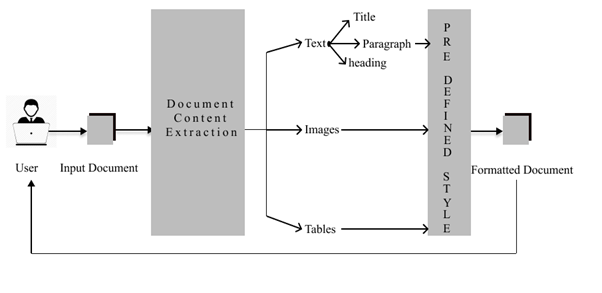 Title
Text
Paragraph
heading
Document
Content
Extraction
Images
Tables
PRE DEFINED STYLE
User
Input Document
Formatted Document